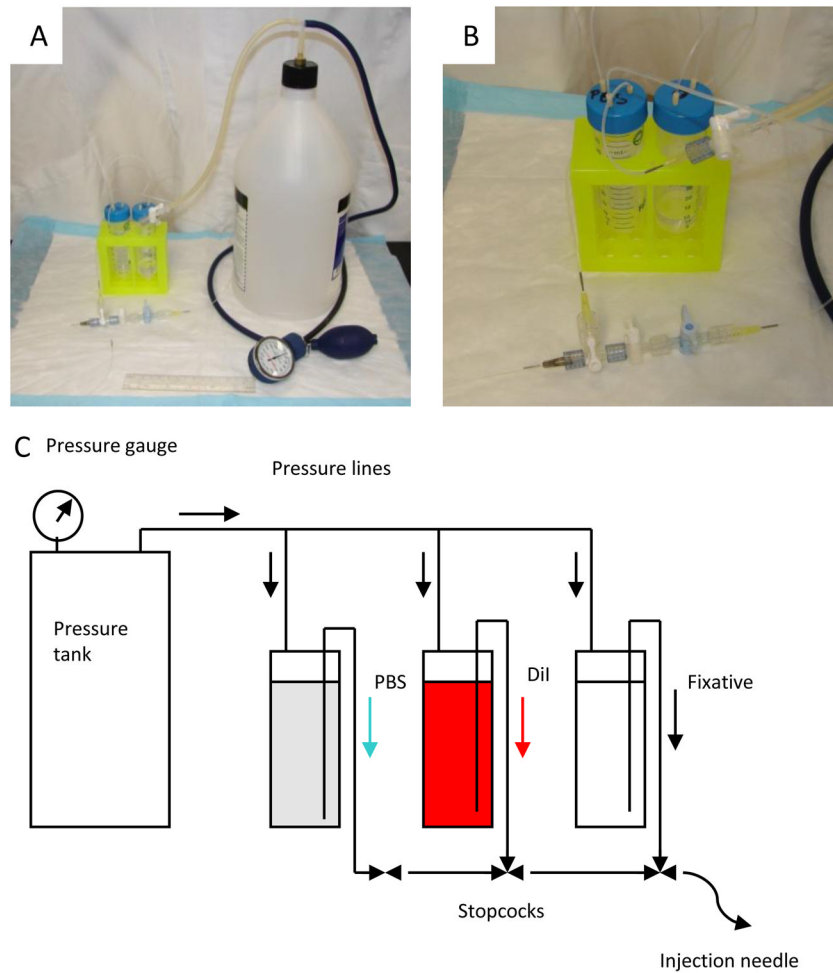 A
B
PBS
C
Pressure gauge
Pressure lines
Pressure
tank
PBS
DiI
Fixative
Stopcocks
Injection needle